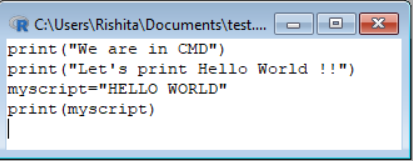 C:\Users\Rishita\Documents\test....
print("We are in CMD")
print("Let's print Hello World !!")
myscript="HELLO WORLD"
print(myscript)